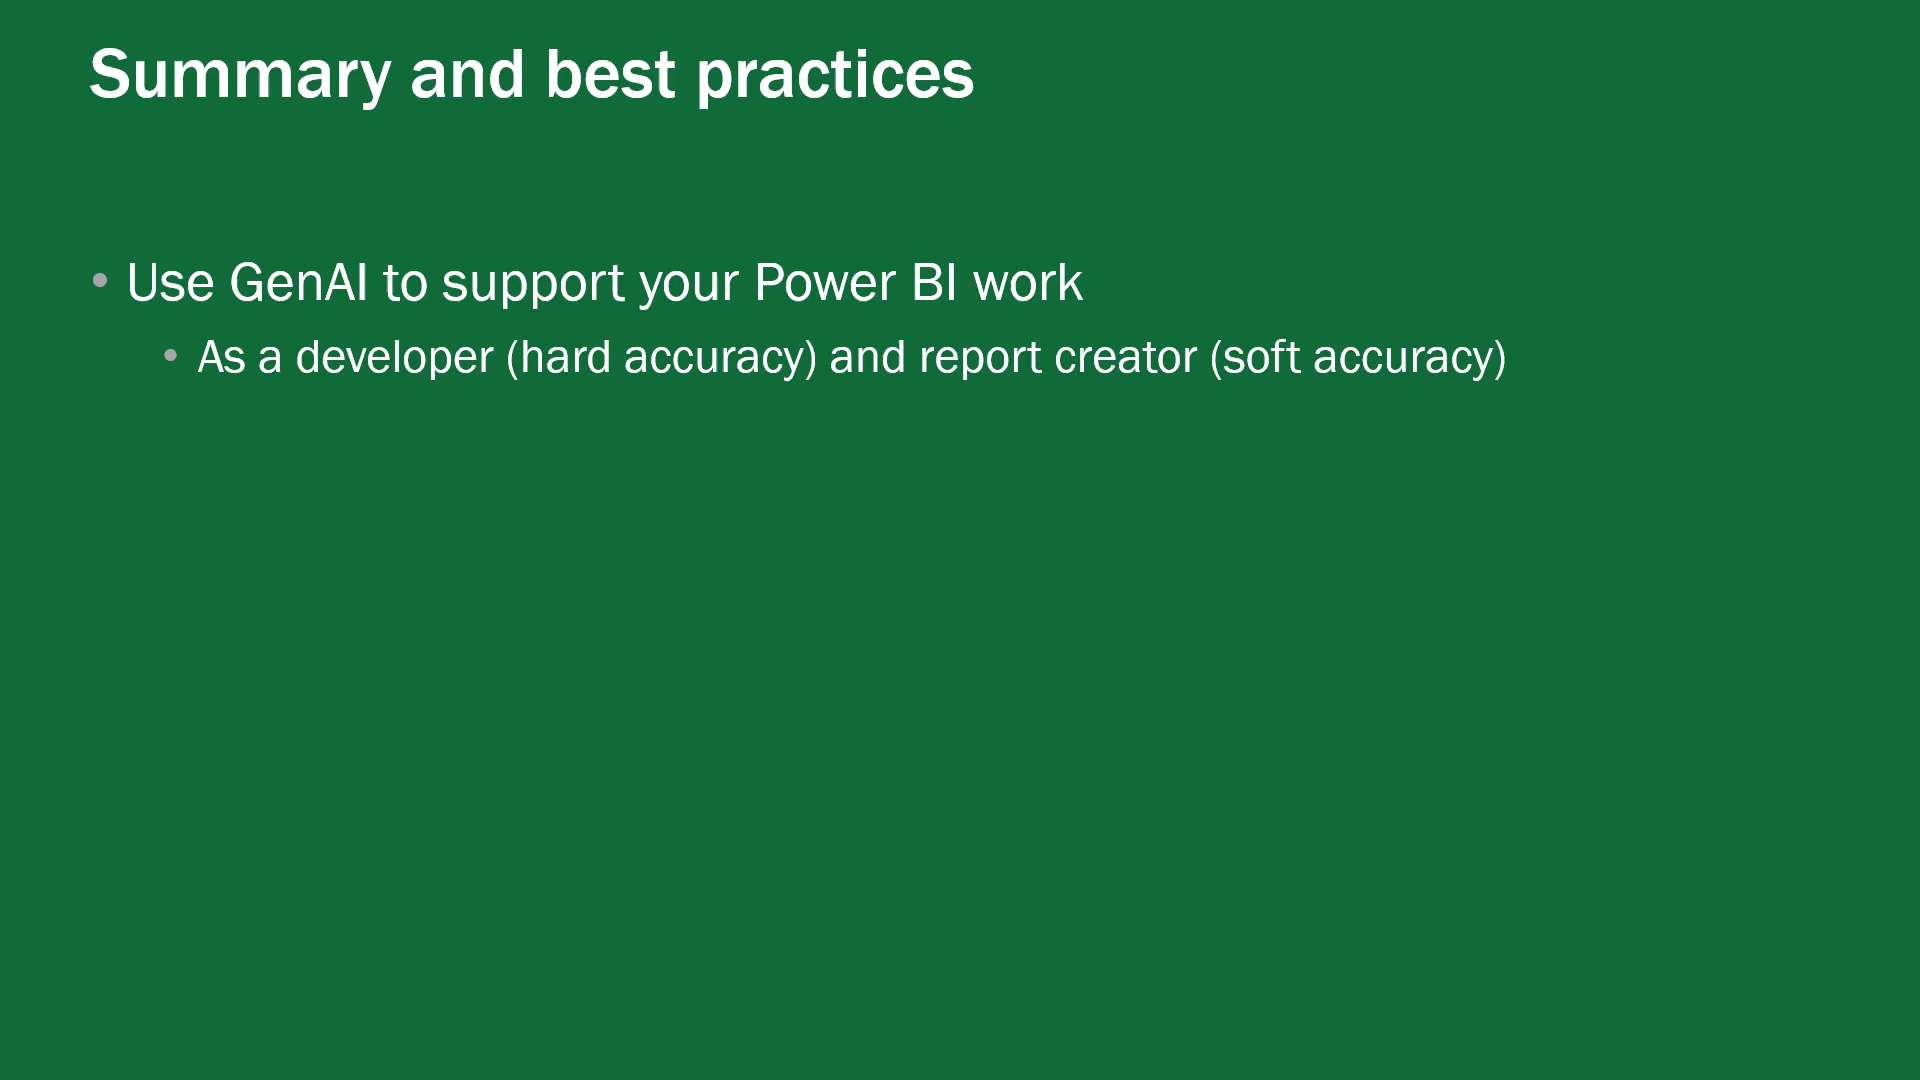 Summary and best practices
• Use GenAI to support your Power BI work
• As a developer (hard accuracy) and report creator (soft accuracy)